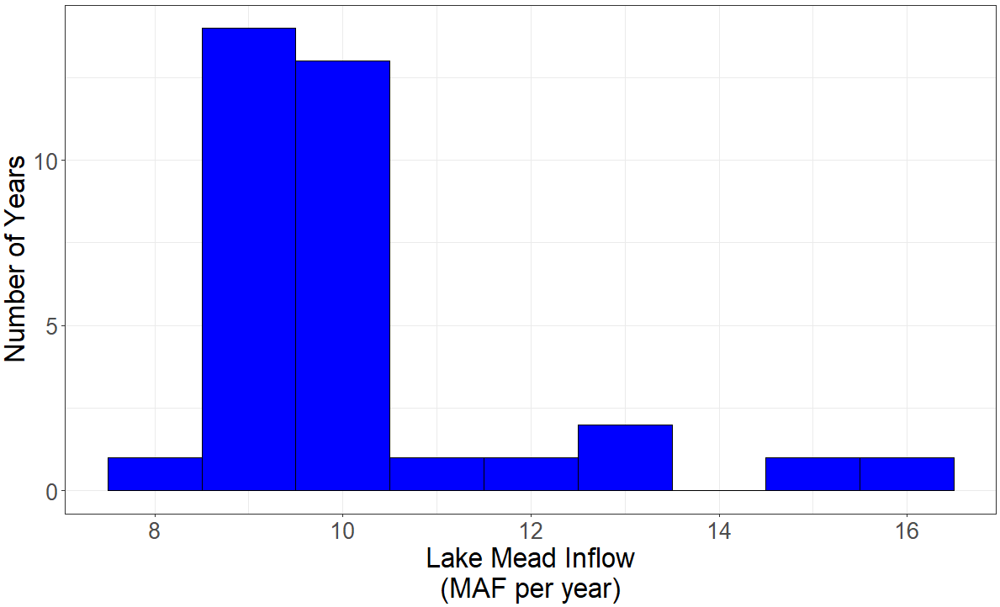 Number of Years
10
5
0
8 10 12 14 16
Lake Mead Inflow
(MAF per year)